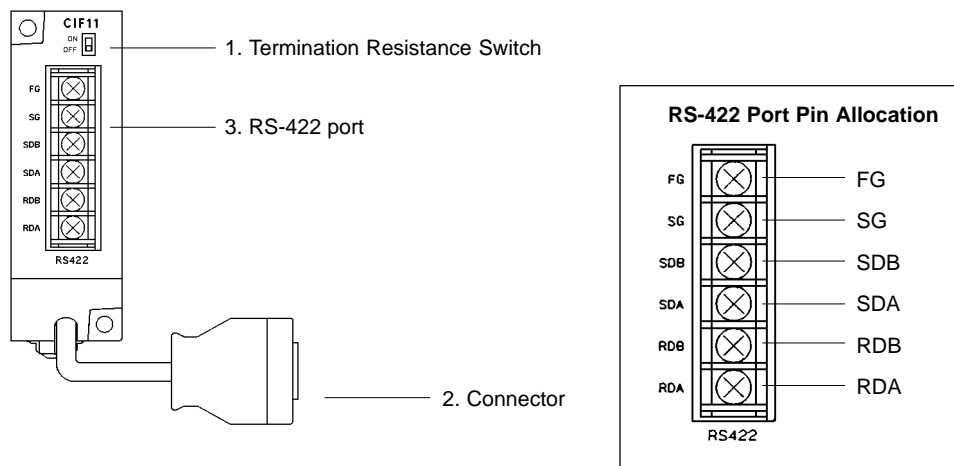 CIF11
ON
OFF
1. Termination Resistance Switch
FG
SG
SDB
SDA
RDB
RDA
3. RS-422 port
RS422
2. Connector
RS-422 Port Pin Allocation
FG FG
SG SG
SDB SDB
SDA SDA
RDB RDB
RDA RDA
RS422